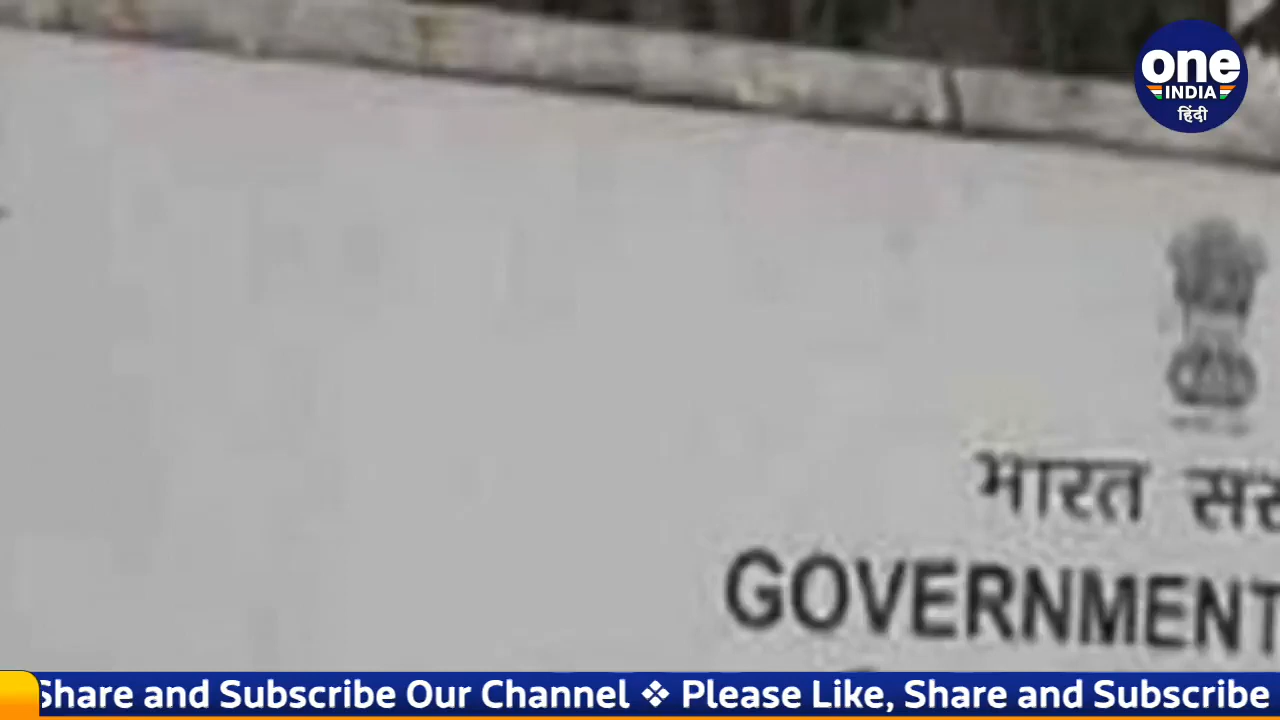 one
INDIA
हिंदी
भारत
GOVERNMENT
Share and Subscribe Our Channel ❖ Please Like, Share and Subscribe